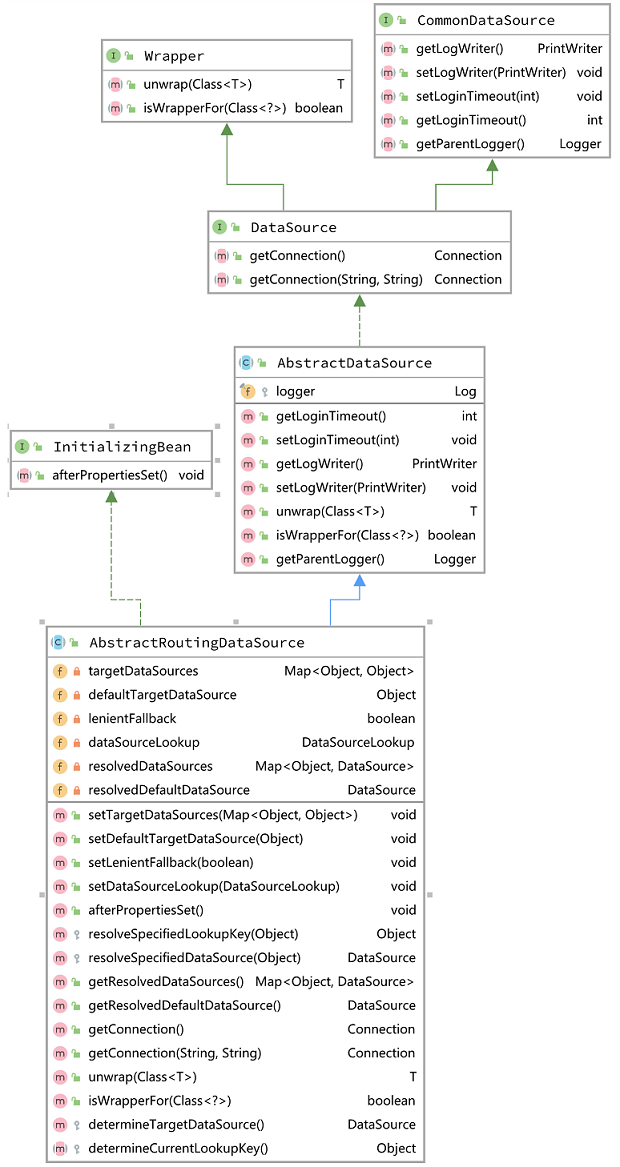 I Wrapper
m unwrap(Class<T>) T
m isWrapperFor(Class<?>) boolean
I CommonDataSource
m getLogWriter() PrintWriter
m setLogWriter(PrintWriter) void
m setLoginTimeout(int) void
m getLoginTimeout() int
m getParentLogger() Logger
I DataSource
m getConnection() Connection
m getConnection(String, String) Connection
C AbstractDataSource
f logger Log
m getLoginTimeout() int
m setLoginTimeout(int) void
m getLogWriter() PrintWriter
m setLogWriter(PrintWriter) void
m unwrap(Class<T>) T
m isWrapperFor(Class<?>) boolean
m getParentLogger() Logger
I InitializingBean
m afterPropertiesSet() void
C AbstractRoutingDataSource
f targetDataSources Map<Object, Object>
f defaultTargetDataSource Object
f lenientFallback boolean
f dataSourceLookup DataSourceLookup
f resolvedDataSources Map<Object, DataSource>
f resolvedDefaultDataSource DataSource
m setTargetDataSources(Map<Object, Object>) void
m setDefaultTargetDataSource(Object) void
m setLenientFallback(boolean) void
m setDataSourceLookup(DataSourceLookup) void
m afterPropertiesSet() void
m resolveSpecifiedLookupKey(Object) Object
m resolveSpecifiedDataSource(Object) DataSource
m getResolvedDataSources() Map<Object, DataSource>
m getResolvedDefaultDataSource() DataSource
m getConnection() Connection
m getConnection(String, String) Connection
m unwrap(Class<T>) T
m isWrapperFor(Class<?>) boolean
m determineTargetDataSource() DataSource
m determineCurrentLookupKey() Object